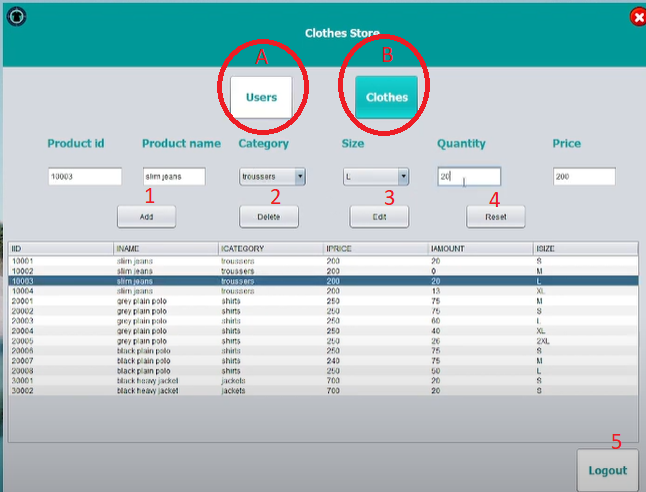 Clothes Store
A B
Users Clothes
Product id Product name Category Size Quantity Price
10003 slim jeans troussers L 20 200
1 2 3 4
Add Delete Edit Reset
IID INAME ICATEGORY IPRICE IAMOUNT ISIZE
10001 slim jeans troussers 200 20 S
10002 slim jeans troussers 200 0 M
10003 slim jeans troussers 200 20 L
10004 slim jeans troussers 200 13 XL
20001 grey plain polo shirts 250 75 M
20002 grey plain polo shirts 250 75 S
20003 grey plain polo shirts 250 60 L
20004 grey plain polo shirts 250 40 XL
20005 grey plain polo shirts 250 26 2XL
20006 black plain polo shirts 250 75 S
20007 black plain polo shirts 240 75 M
20008 black plain polo shirts 250 50 L
30001 black heavy jacket jackets 700 20 S
30002 black heavy jacket jackets 700 20 S
5
Logout